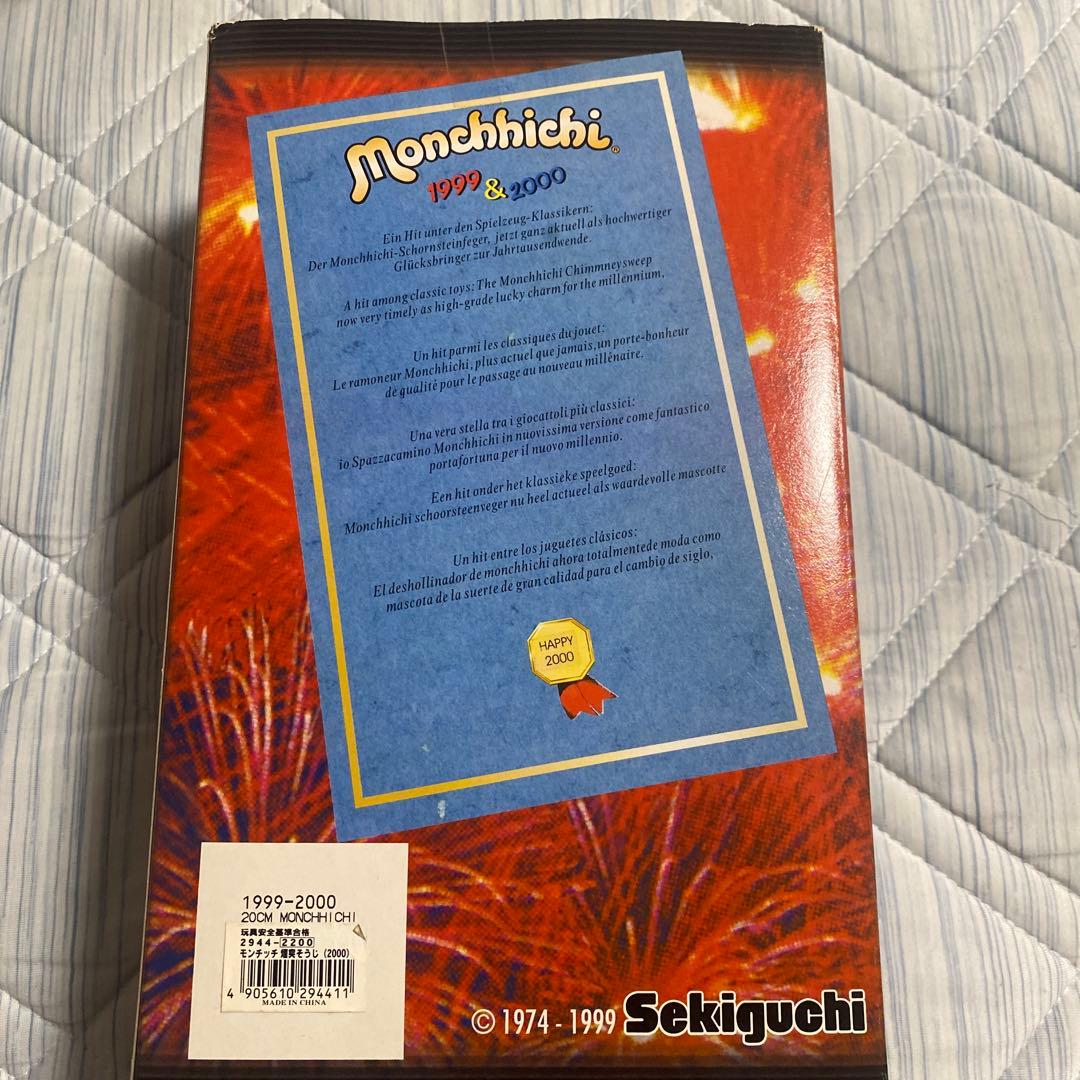 Monchhichi®
1999 & 2000
Ein Hit unter den Spielzeug-Klassikern:
Der Monchhichi-Schornsteinfeger, jetzt ganz aktuell als hochwertiger
Glücksbringer zur Jahrtausendwende.
A hit among classic toys: The Monchhichi Chimmneysweep
now very timely as high-grade lucky charm for the millennium,
Un hit parmi les classiques du jouet:
Le ramoneur Monchhichi, plus actuel que jamais, un porte-bonheur
de qualitè pour le passage au nouveau millénaire.
Una vera stella tra i giocattoli più classici:
io Spazzacamino Monchhichi in nuovissima versione come fantastico
portafortuna per il nuovo millennio.
Een hit onder het klassieke speelgoed:
Monchhichi schoorsteenveger nu heel actueel als waardevolle mascotte
Un hit entre los juguetes clásicos:
El deshollinador de monchhichi ahora totalmentede moda como
mascota de la suerte de gran calidad para el cambio de siglo,
HAPPY
2000
1999-2000
20CM MONCHHICHI
玩具安全基準合格
2944-2200
モンチッチ 煙突そうじ (2000)
4 905610 294411
MADE IN CHINA
© 1974 - 1999 Sekiguchi